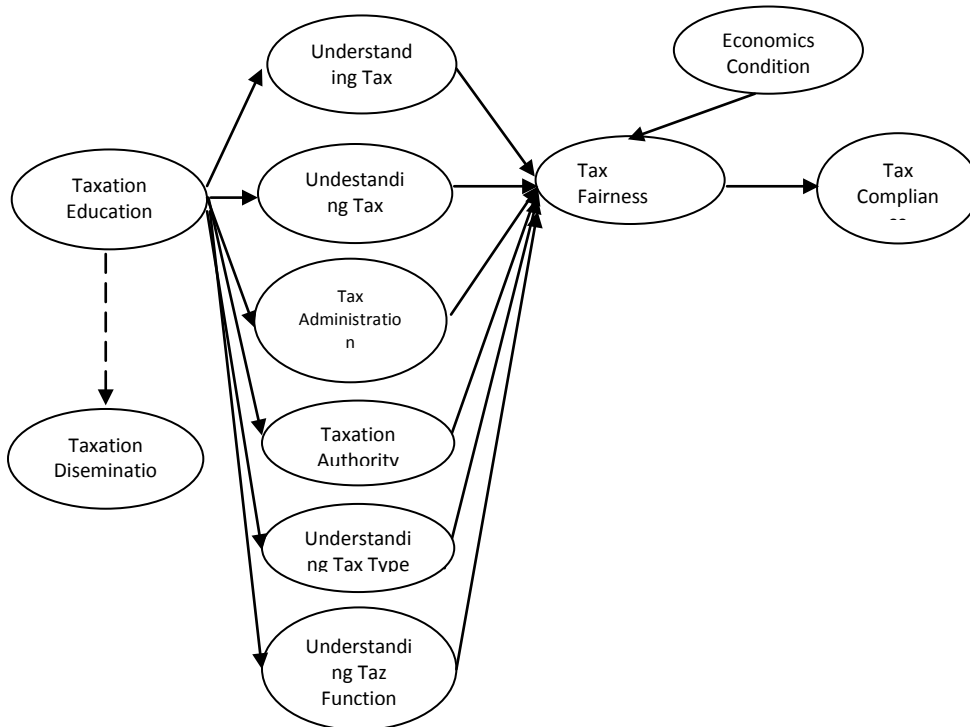 Understand
ing Tax
Economics
Condition
Taxation
Education
Undestandi
ng Tax
Tax
Fairness
Tax
Complian
Tax
Administratio
n
Taxation
Authority
Taxation
Diseminatio
Understandi
ng Tax Type
Understandi
ng Taz
Function